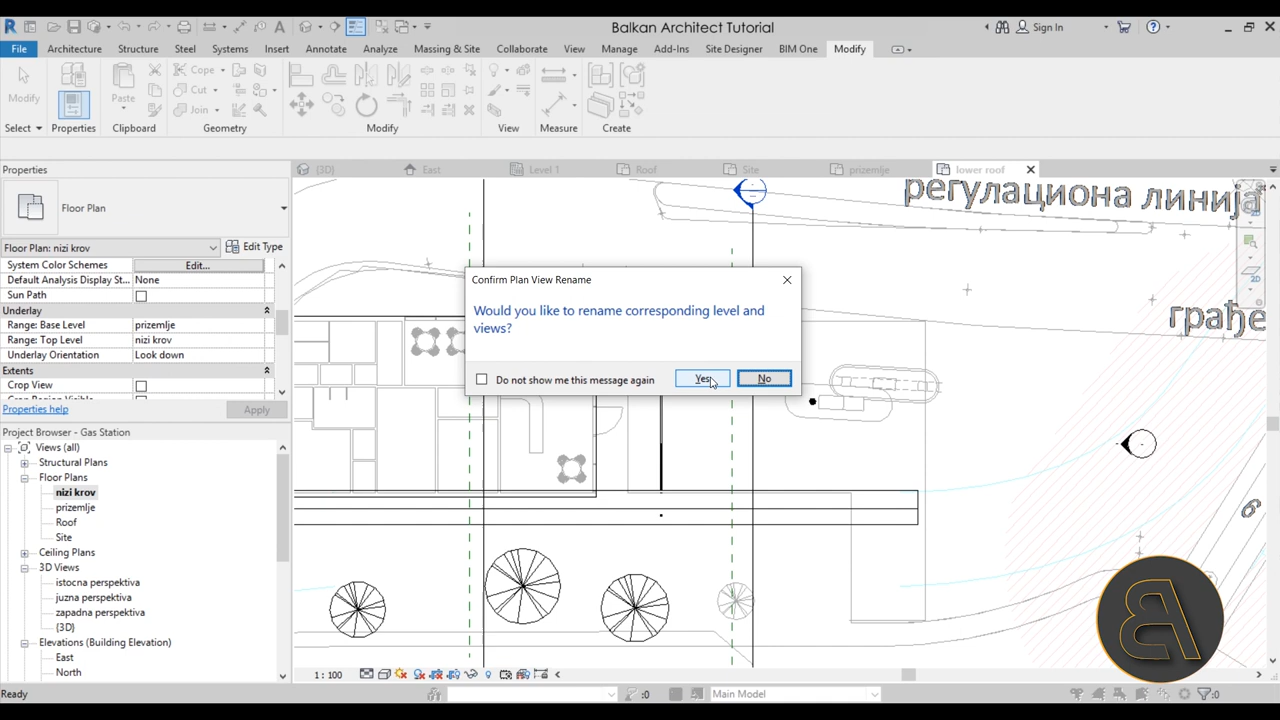 Balkan Architect Tutorial
Sign In
File Architecture Structure Steel Systems Insert Annotate Analyze Massing & Site Collaborate View Manage Add-Ins Site Designer BIM One Modify
Modify
Paste
Cope
Cut
Join
Select Properties Clipboard Geometry Modify View Measure Create
Properties
{3D} East Level 1 Roof Site prizemlje lower roof
Floor Plan
Floor Plan: nizi krov
Edit Type
System Color Schemes Edit...
Default Analysis Display St... None
Sun Path
Underlay
Range: Base Level prizemlje
Range: Top Level nizi krov
Underlay Orientation Look down
Extents
Crop View
Properties help
Apply
Project Browser - Gas Station
Views (all)
Structural Plans
Floor Plans
nizi krov
prizemlje
Roof
Site
Ceiling Plans
3D Views
istocna perspektiva
juzna perspektiva
zapadna perspektiva
{3D}
Elevations (Building Elevation)
East
North
регулациона линија
грађе
6
2D
Confirm Plan View Rename
Would you like to rename corresponding level and
views?
Do not show me this message again
Yes
No
1 : 100
Ready
:0
Main Model
:0